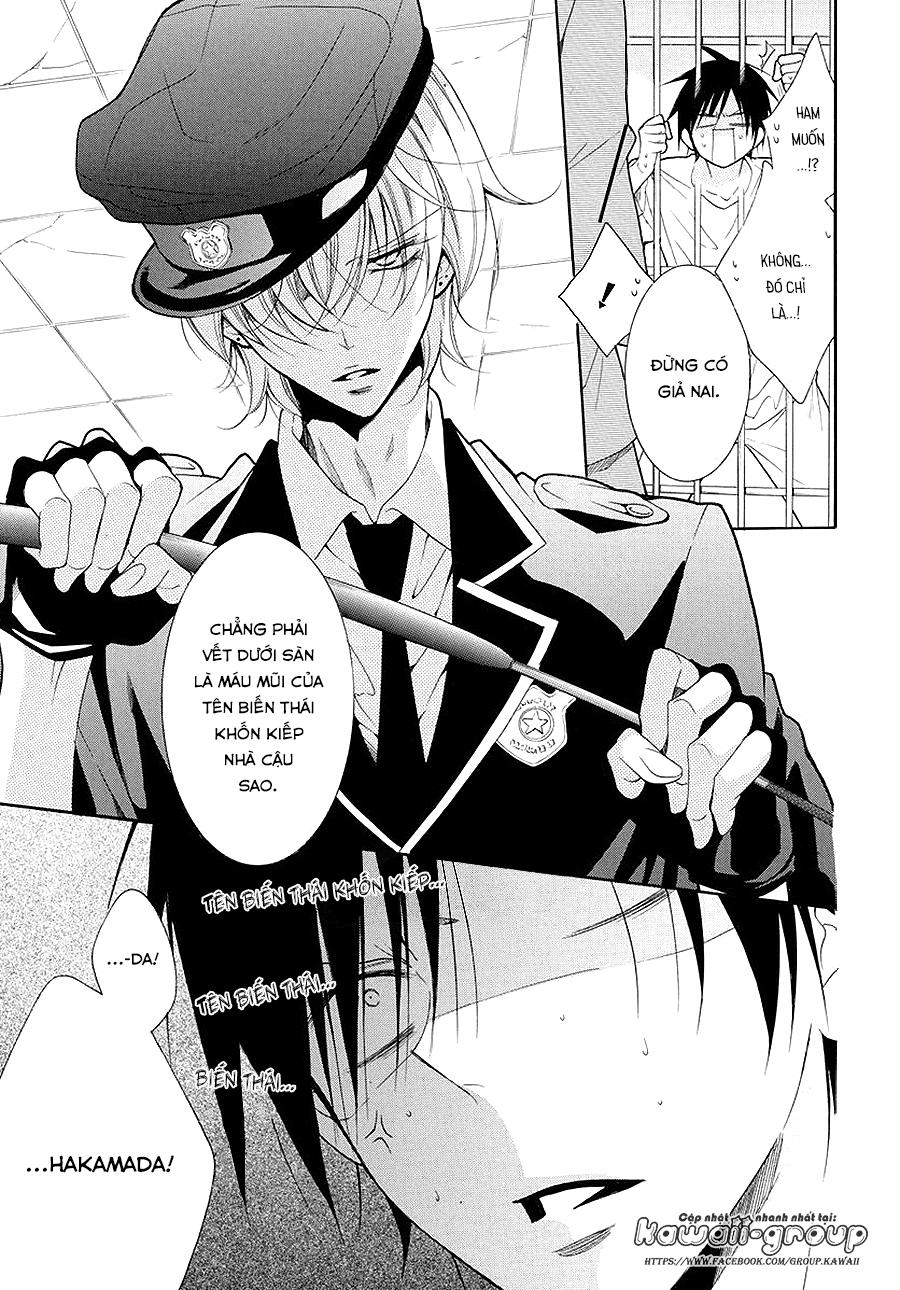 HAM
MUỐN
...!?
KHÔNG...
ĐÓ CHỈ
LÀ...!
!
ĐỪNG CÓ
GIẢ NAI.
CHẲNG PHẢI
VẾT DƯỚI SÀN
LÀ MÁU MŨI CỦA
TÊN BIẾN THÁI
KHỐN KIẾP
NHÀ CẬU
SAO.
TÊN BIẾN THÁI KHỐN KIẾP...
TÊN BIẾN THÁI...
BIẾN THÁI...
...-DA!
...HAKAMADA!
Cập nhật nhanh nhất tại:
kawaii-group
HTTPS://WWW.FACEBOOK.COM/GROUP.KAWAII